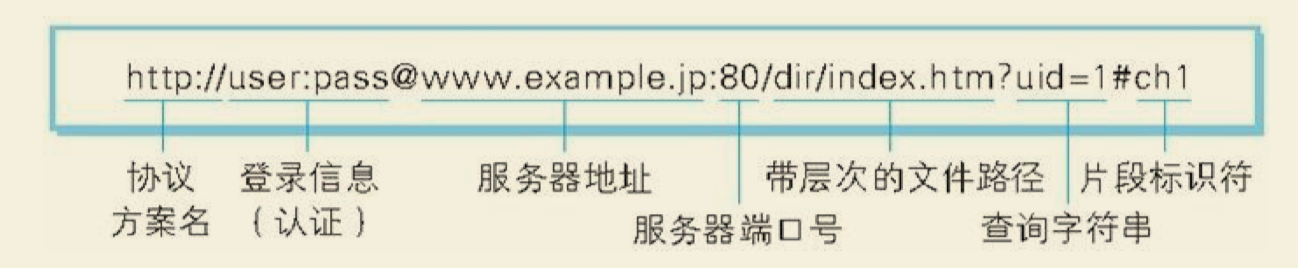 http://user:pass@www.example.jp:80/dir/index.htm?uid=1#ch1
协议
方案名
登录信息
（认证）
服务器地址
服务器端口号
带层次的文件路径
查询字符串
片段标识符